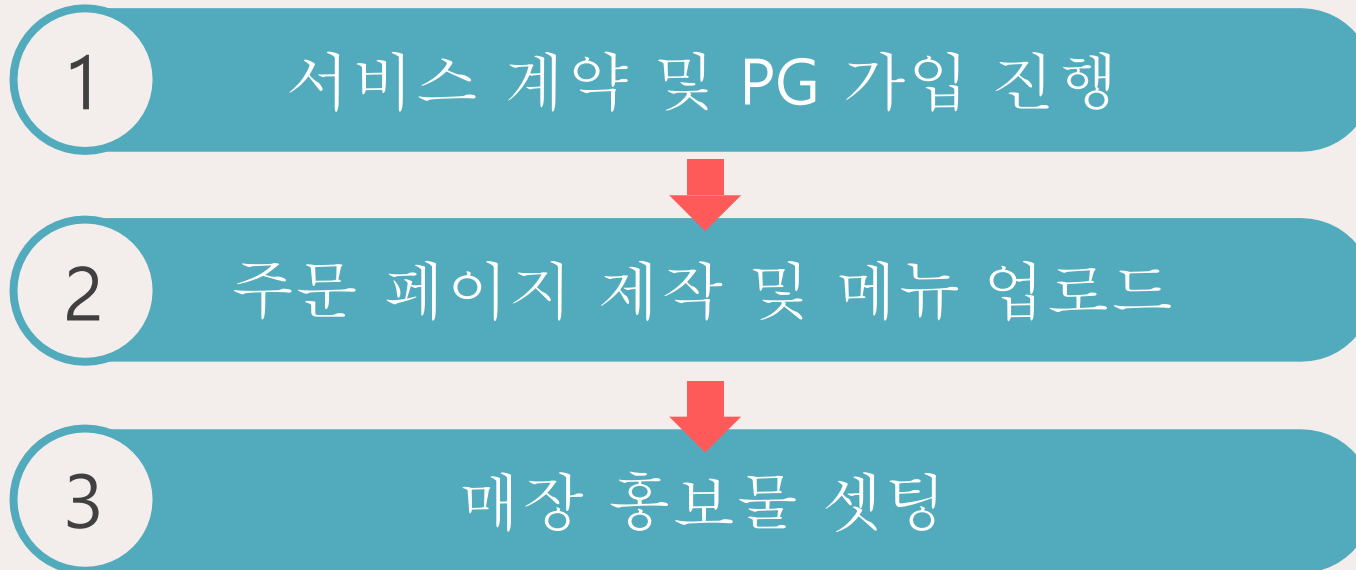 1
서비스 계약 및 PG 가입 진행
2
주문 페이지 제작 및 메뉴 업로드
3
매장 홍보물 셋팅